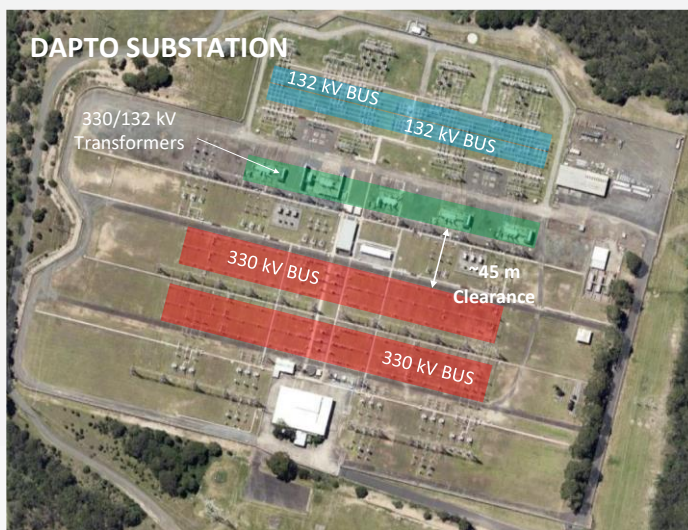 DAPTO SUBSTATION
132 kV BUS
132 kV BUS
330/132 kV
Transformers
330 kV BUS
~45 m
Clearance
330 kV BUS